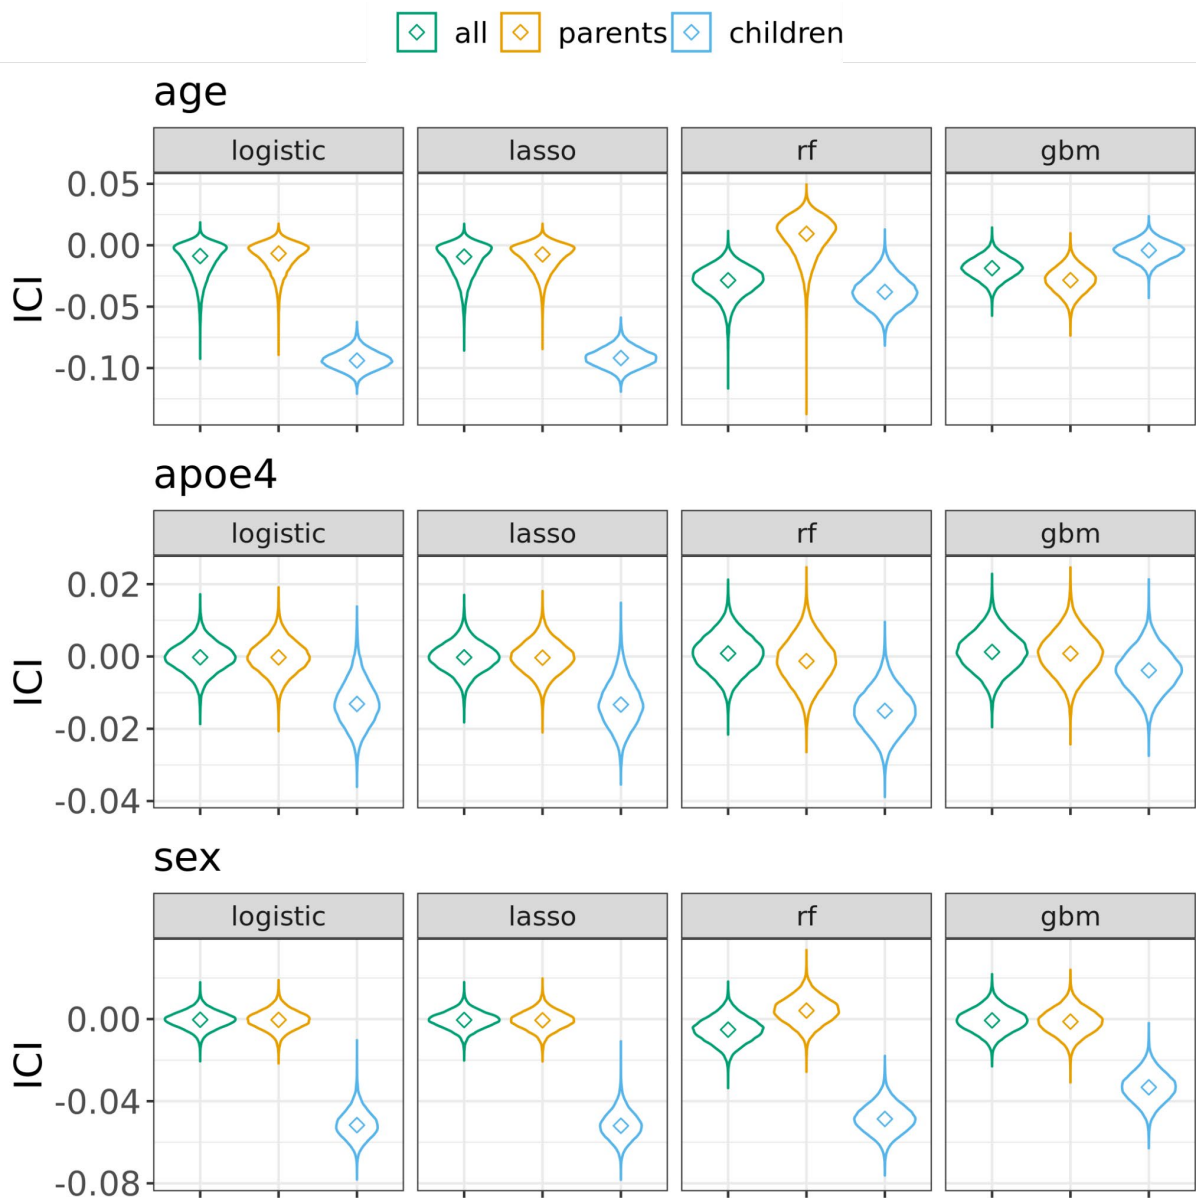 all parents children
age
logistic lasso rf gbm
0.05
0.00
-0.05
-0.10
ICI
apoe4
logistic lasso rf gbm
0.02
0.00
-0.02
-0.04
ICI
sex
logistic lasso rf gbm
0.00
-0.04
-0.08
ICI